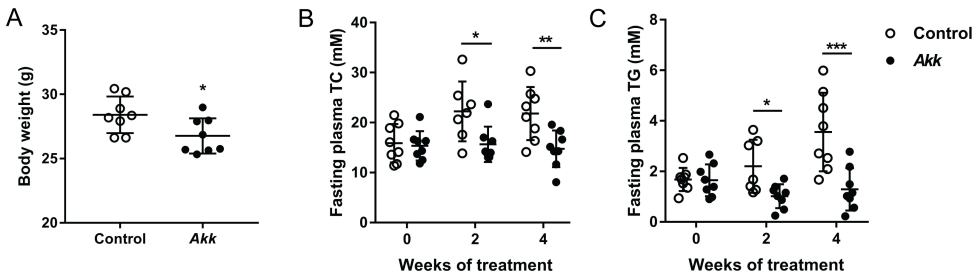 A
Body weight (g)
35
30
25
20
*
Control
Akk
B
Fasting plasma TC (mM)
40
30
20
10
0
*
**
0
2
4
Weeks of treatment
C
Fasting plasma TG (mM)
8
6
4
2
0
*
***
0
2
4
Weeks of treatment
Control
Akk